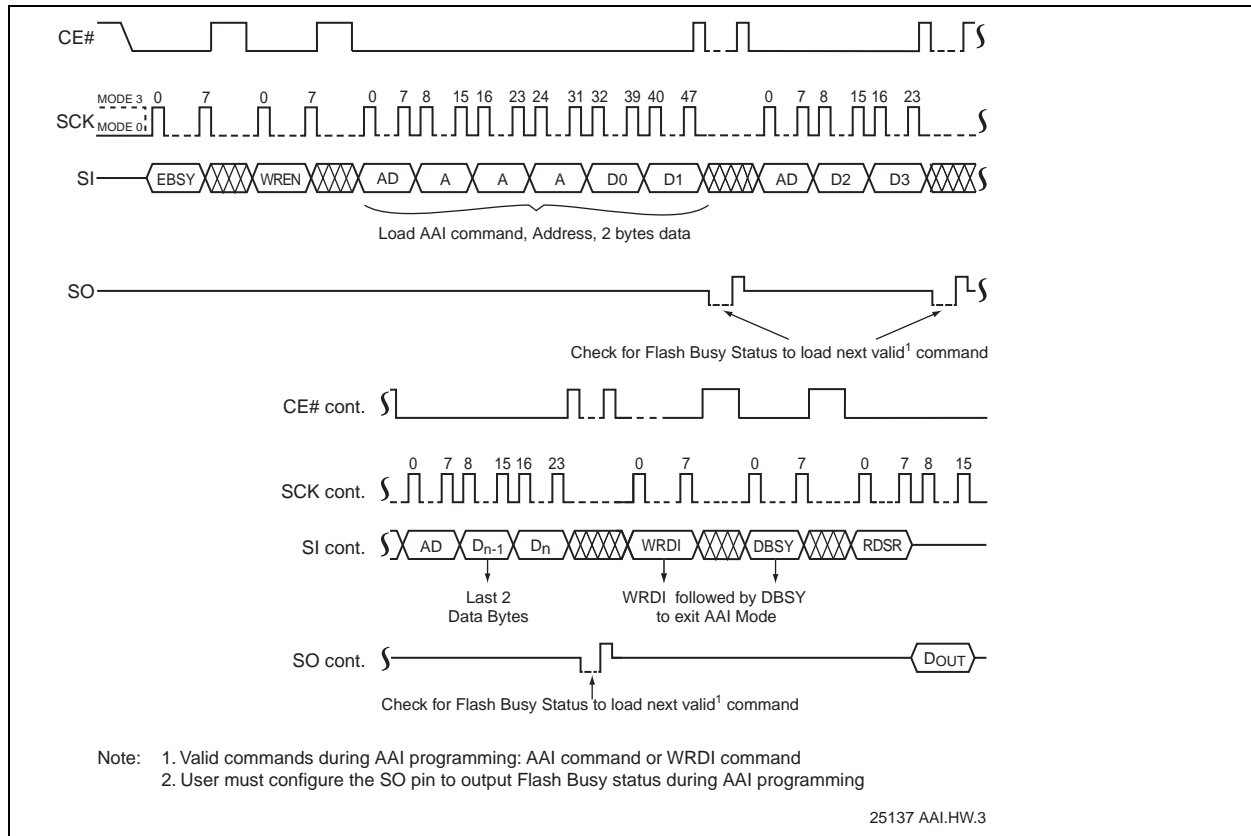 CE#
MODE 3 0 7 0 7 0 7 8 15 16 23 24 31 32 39 40 47 0 7 8 15 16 23
SCK MODE 0
SI EBSY WREN AD A A A D0 D1 AD D2 D3
Load AAI command, Address, 2 bytes data
SO
Check for Flash Busy Status to load next valid1 command
CE# cont.
0 7 8 15 16 23 0 7 0 7 0 7 8 15
SCK cont.
SI cont. AD Dn-1 Dn WRDI DBSY RDSR
Last 2 WRDI followed by DBSY
Data Bytes to exit AAI Mode
SO cont. DOUT
Check for Flash Busy Status to load next valid1 command
Note: 1. Valid commands during AAI programming: AAI command or WRDI command
2. User must configure the SO pin to output Flash Busy status during AAI programming
25137 AAI.HW.3